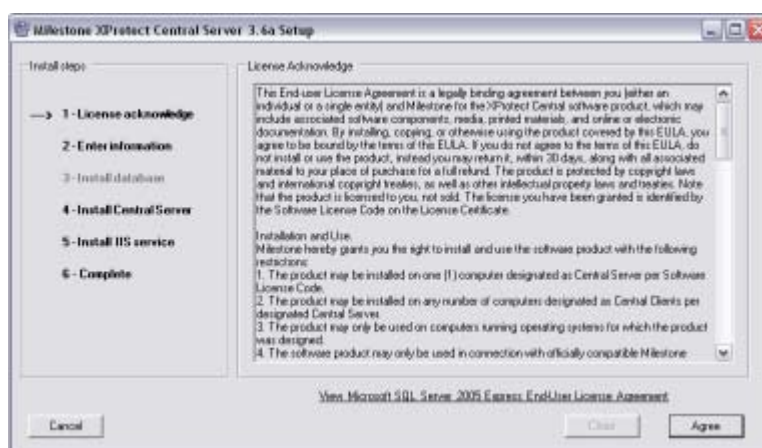 Milestone XProtect Central Server 3.6a Setup
Install steps
1 - License acknowledge
2 - Enter information
3 - Install database
4 - Install Central Server
5 - Install IIS service
6 - Complete
License Acknowledge
This End-user License Agreement is a legally binding agreement between you (either an
individual or a single entity) and Milestone for the XProtect Central software product, which may
include associated software components, media, printed materials, and online or electronic
documentation. By installing, copying, or otherwise using the product covered by this EULA, you
agree to be bound by the terms of this EULA. If you do not agree to the terms of this EULA, do
not install or use the product, instead you may return it, within 30 days, along with all associated
material to your place of purchase for a full refund. The product is protected by copyright laws
and international copyright treaties, as well as other intellectual property laws and treaties. Note
that the product is licensed to you, not sold. The license you have been granted is identified by
the Software License Code on the License Certificate.
Installation and Use.
Milestone hereby grants you the right to install and use the software product with the following
restrictions:
1. The product may be installed on one (1) computer designated as Central Server per Software
License Code.
2. The product may be installed on any number of computers designated as Central Clients per
designated Central Server.
3. The product may only be used on computers running operating systems for which the product
was designed.
4. The software product may only be used in connection with officially compatible Milestone
View Microsoft SQL Server 2005 Express End-User License Agreement
Cancel
Agree